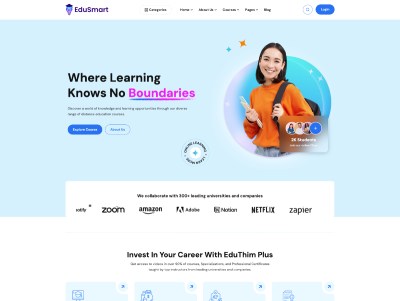 EduSmart
Categories
Home
About Us
Courses
Pages
Blog
Login
Where Learning
Knows No Boundaries
Discover a world of knowledge and learning opportunities through our diverse
range of distance education courses.
Explore Course
About Us
2K Students
We collaborate with 300+ leading universities and companies
zoom
amazon
Adobe
Notion
NETFLIX
zapier
Invest In Your Career With EduThim Plus
Get access to videos in over 90% of courses, Specializations, and Professional Certificates
taught by top instructors from leading universities and companies.